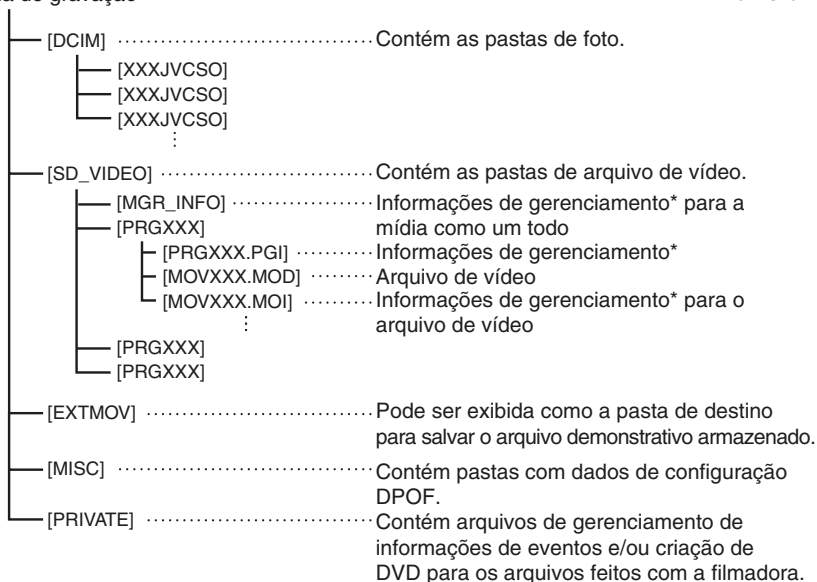 de gravação
[DCIM] Contém as pastas de foto.
[XXXJVCSO]
[XXXJVCSO]
[XXXJVCSO]
[SD_VIDEO] Contém as pastas de arquivo de vídeo.
[MGR_INFO] Informações de gerenciamento* para a
[PRGXXX] mídia como um todo
[PRGXXX.PGI] Informações de gerenciamento*
[MOVXXX.MOD] Arquivo de vídeo
[MOVXXX.MOI] Informações de gerenciamento* para o
arquivo de vídeo
[PRGXXX]
[PRGXXX]
[EXTMOV] Pode ser exibida como a pasta de destino
para salvar o arquivo demonstrativo armazenado.
[MISC] Contém pastas com dados de configuração
DPOF.
[PRIVATE] Contém arquivos de gerenciamento de
informações de eventos e/ou criação de
DVD para os arquivos feitos com a filmadora.